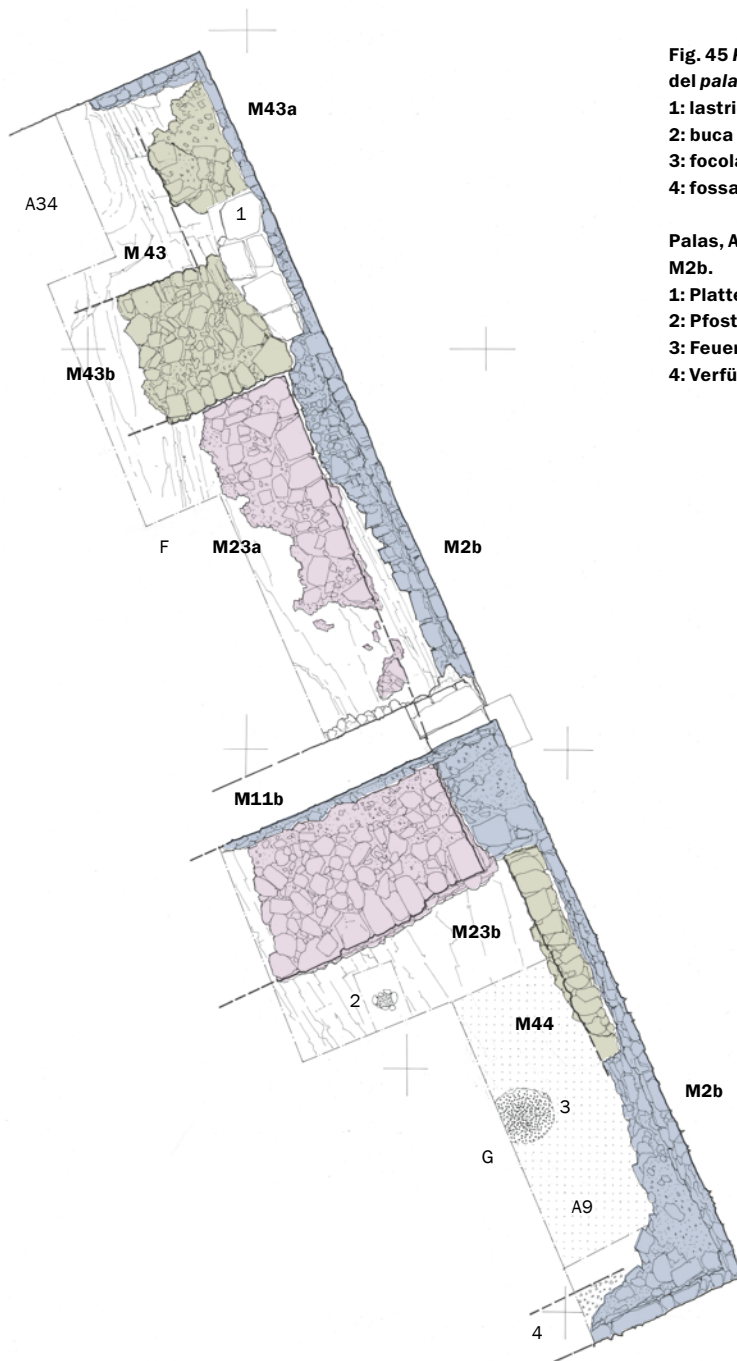 Fig. 45 P
del pala
1: lastri
2: buca
3: focola
4: fossa
Palas, A
M2b.
1: Platte
2: Pfost
3: Feuer
4: Verfü
M43a
A34
1
M 43
M43b
F
M23a
M2b
M11b
M23b
2
M44
M2b
3
G
A9
4